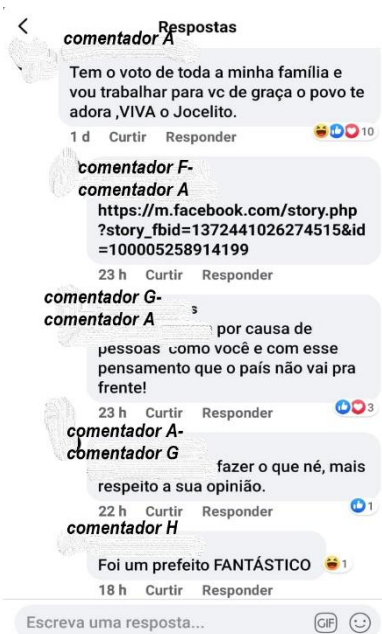 Respostas
comentador A
Tem o voto de toda a minha família e
vou trabalhar para vc de graça o povo te
adora ,VIVA o Jocelito.
1 d Curtir Responder 10
comentador F-
comentador A
https://m.facebook.com/story.php
?story_fbid=1372441026274515&id
=100005258914199
23 h Curtir Responder
comentador G-
comentador A
s
por causa de
pessoas como você e com esse
pensamento que o país não vai pra
frente!
23 h Curtir Responder 3
comentador A-
comentador G
fazer o que né, mais
respeito a sua opinião.
22 h Curtir Responder 1
comentador H
Foi um prefeito FANTÁSTICO 1
18 h Curtir Responder
Escreva uma resposta... GIF